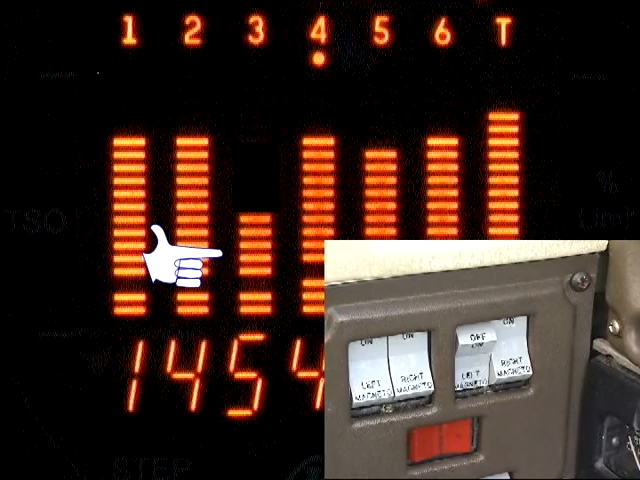 1 2 3 4 5 6 T
TSO
%
1454
STEP
ON
LEFT
MAGNETO
RIGHT
MAGNETO
OFF
ON
LEFT
MAGNETO
ON
RIGHT
MAGNETO